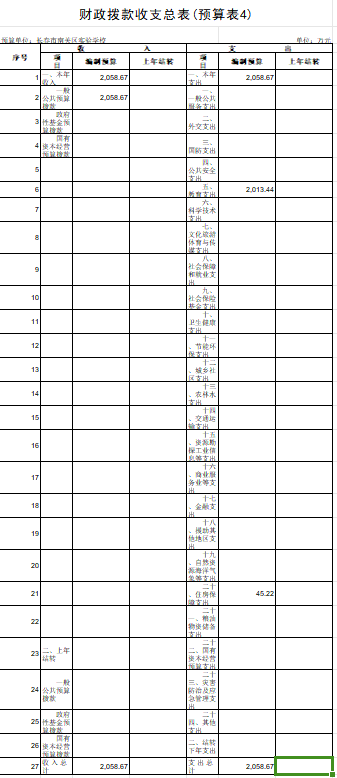 财政拨款收支总表(预算表4)
预算单位：长春市南关区实验学校 单位：万元
序号 收 入 支 出
项目 编制预算 上年结转 项目 编制预算 上年结转
1 一、本年收入 2,058.67 一、本年支出 2,058.67
2 一般公共预算拨款 2,058.67 一、一般公共服务支出
3 政府性基金预算拨款 二、外交支出
4 国有资本经营预算拨款 三、国防支出
5 四、公共安全支出
6 五、教育支出 2,013.44
7 六、科学技术支出
8 七、文化旅游体育与传媒支出
9 八、社会保障和就业支出
10 九、社会保险基金支出
11 十、卫生健康支出
12 十一、节能环保支出
13 十二、城乡社区支出
14 十三、农林水支出
15 十四、交通运输支出
16 十五、资源勘探工业信息等支出
17 十六、商业服务业等支出
18 十七、金融支出
19 十八、援助其他地区支出
20 十九、自然资源海洋气象等支出
21 二十、住房保障支出 45.22
22 二十一、粮油物资储备支出
23 二、上年结转 二十二、国有资本经营预算支出
24 一般公共预算拨款 二十三、灾害防治及应急管理支出
25 政府性基金预算拨款 二十四、其他支出
26 国有资本经营预算拨款 二、结转下年支出
27 收入总计 2,058.67 支出总计 2,058.67